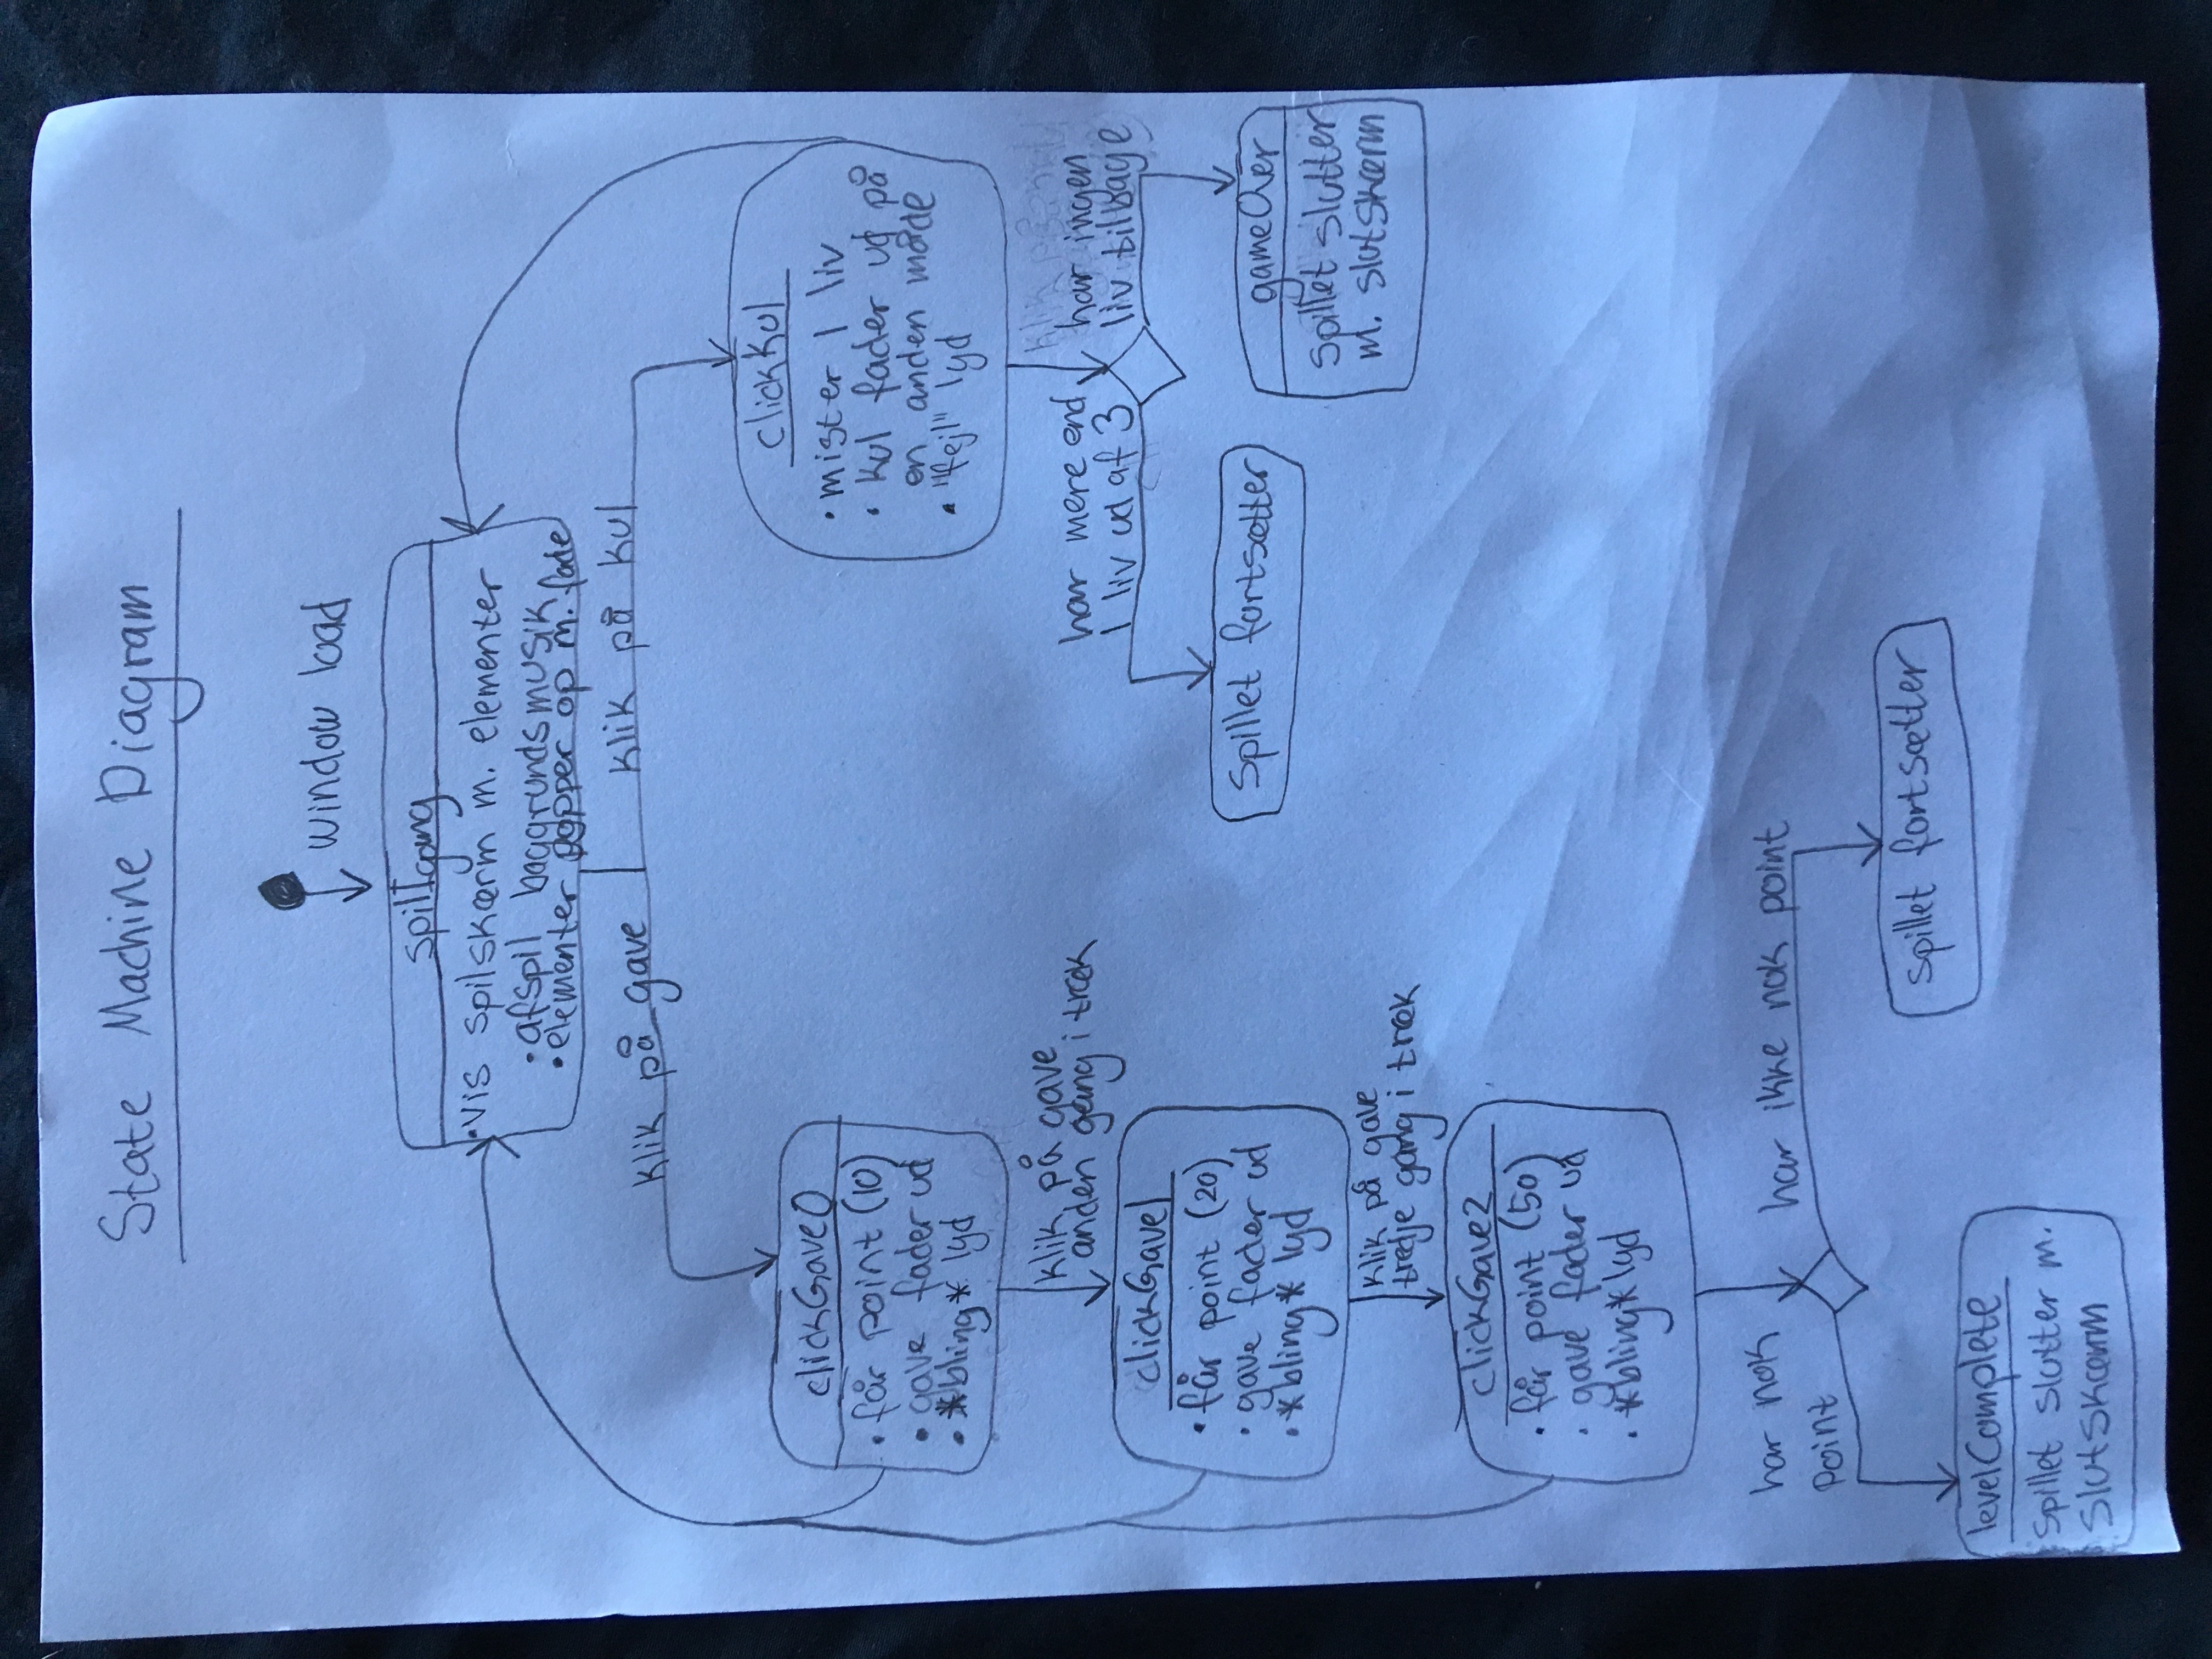 State Machine Diagram
window load
spilIgang
• Vis spilskærm m. elementer
• afspil baggrundsmusik
• elementer popper op m. fade
klik på gave
klik på kul
clickGave0
• får point (10)
• gave fader ud
• *bling* lyd
clickKul
• mister 1 liv
• kul fader ud på
en anden måde
• "fejl" lyd
klik på gave
anden gang i træk
har mere end
1 liv ud af 3
klik på kul
har ingen
liv tilbage
clickGave1
• får point (20)
• gave fader ud
• *bling* lyd
spillet fortsætter
gameOver
spillet slutter
m. slutskærm
klik på gave
tredje gang i træk
clickGave2
• får point (50)
• gave fader ud
• *bling* lyd
har nok
point
har ikke nok point
spillet fortsætter
levelComplete
spillet slutter m.
slutskærm